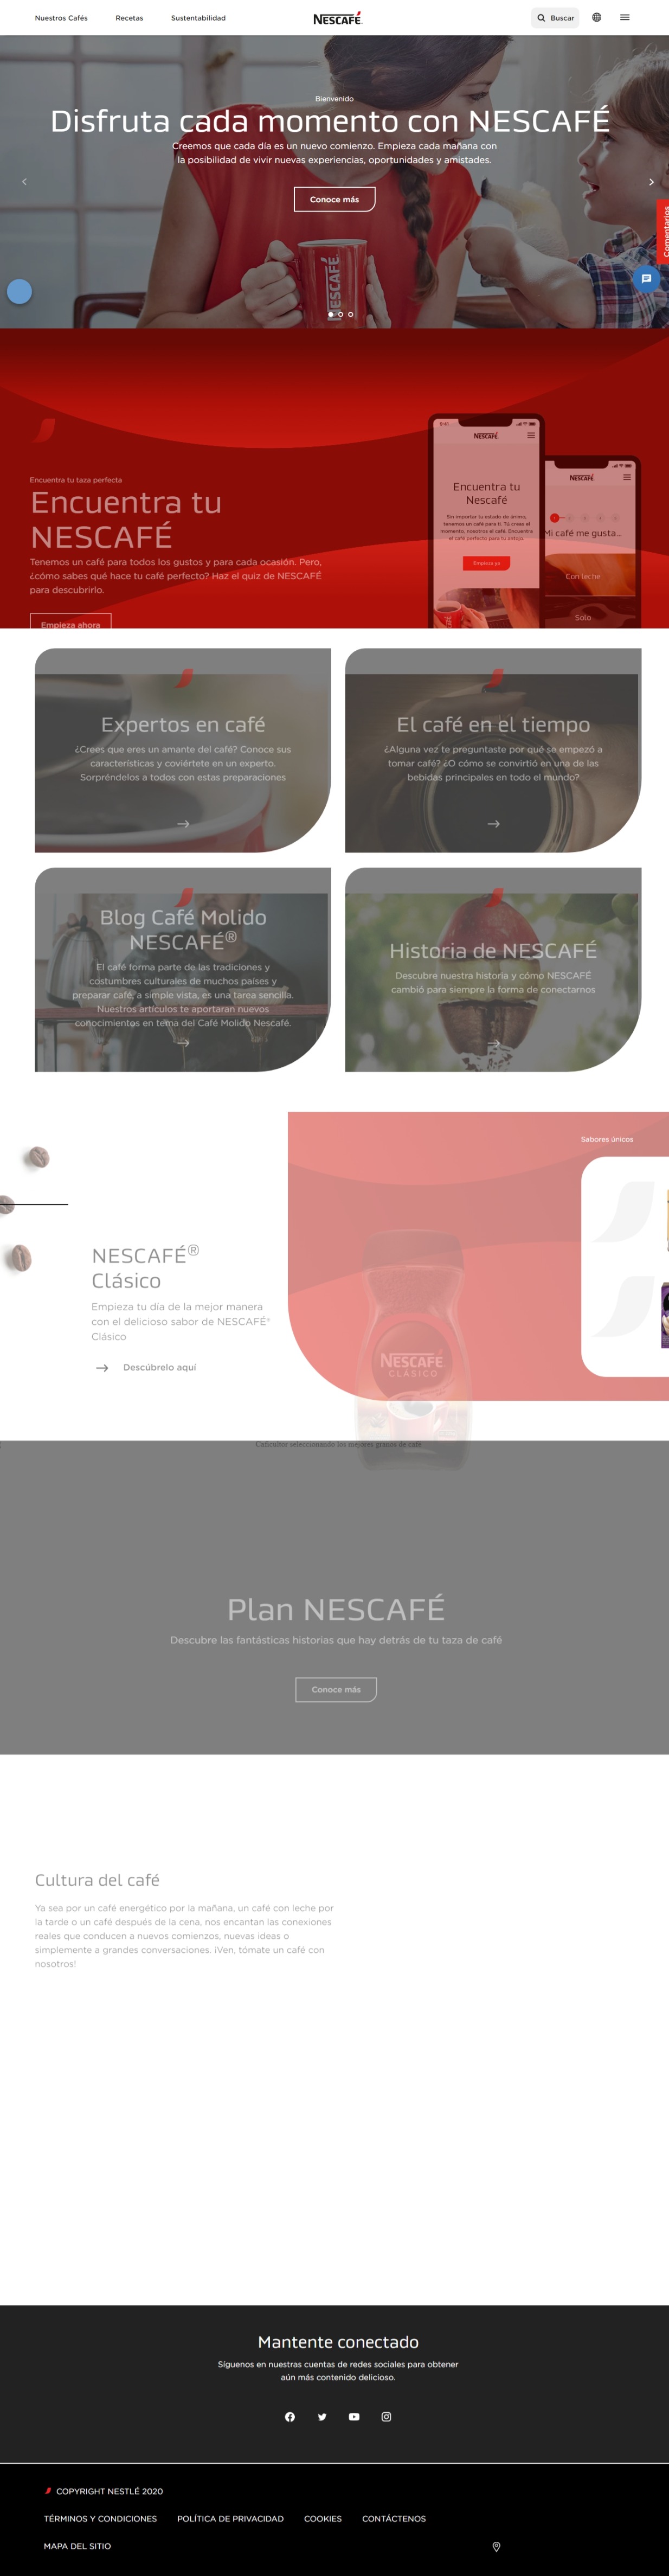 Nuestros Cafés
Recetas
Sustentabilidad
NESCAFÉ
Buscar
Bienvenido
Disfruta cada momento con NESCAFÉ
Creemos que cada día es un nuevo comienzo. Empieza cada mañana con
la posibilidad de vivir nuevas experiencias, oportunidades y amistades.
Conoce más
Comentarios
NESCAFÉ
Encuentra tu taza perfecta
Encuentra tu
NESCAFÉ
Tenemos un café para todos los gustos y para cada ocasión. Pero,
¿cómo sabes qué hace tu café perfecto? Haz el quiz de NESCAFÉ
para descubrirlo.
Empieza ahora
NESCAFÉ
Encuentra tu
Nescafé
Sin importar tu estado de ánimo,
tenemos un café para ti. Tú creas el
momento, nosotros el café. Encuentra
el café perfecto para tu antojo.
Empieza ya
NESCAFÉ
Mi café me gusta...
Con leche
Solo
Expertos en café
¿Crees que eres un amante del café? Conoce sus
características y coviértete en un experto.
Sorpréndelos a todos con estas preparaciones
El café en el tiempo
¿Alguna vez te preguntaste por qué se empezó a
tomar café? ¿O cómo se convirtió en una de las
bebidas principales en todo el mundo?
Blog Café Molido
NESCAFÉ®
El café forma parte de las tradiciones y
costumbres culturales de muchos países y
preparar café, a simple vista, es una tarea sencilla.
Nuestros artículos te aportaran nuevos
conocimientos en tema del Café Molido Nescafé.
Historia de NESCAFÉ
Descubre nuestra historia y cómo NESCAFÉ
cambió para siempre la forma de conectarnos
Sabores únicos
NESCAFÉ®
Clásico
Empieza tu día de la mejor manera
con el delicioso sabor de NESCAFÉ®
Clásico
Descúbrelo aquí
NESCAFÉ
CLÁSICO
Caficultor seleccionando los mejores granos de café
Plan NESCAFÉ
Descubre las fantásticas historias que hay detrás de tu taza de café
Conoce más
Cultura del café
Ya sea por un café energético por la mañana, un café con leche por
la tarde o un café después de la cena, nos encantan las conexiones
reales que conducen a nuevos comienzos, nuevas ideas o
simplemente a grandes conversaciones. ¡Ven, tómate un café con
nosotros!
Mantente conectado
Síguenos en nuestras cuentas de redes sociales para obtener
aún más contenido delicioso.
COPYRIGHT NESTLÉ 2020
TÉRMINOS Y CONDICIONES
POLÍTICA DE PRIVACIDAD
COOKIES
CONTÁCTENOS
MAPA DEL SITIO